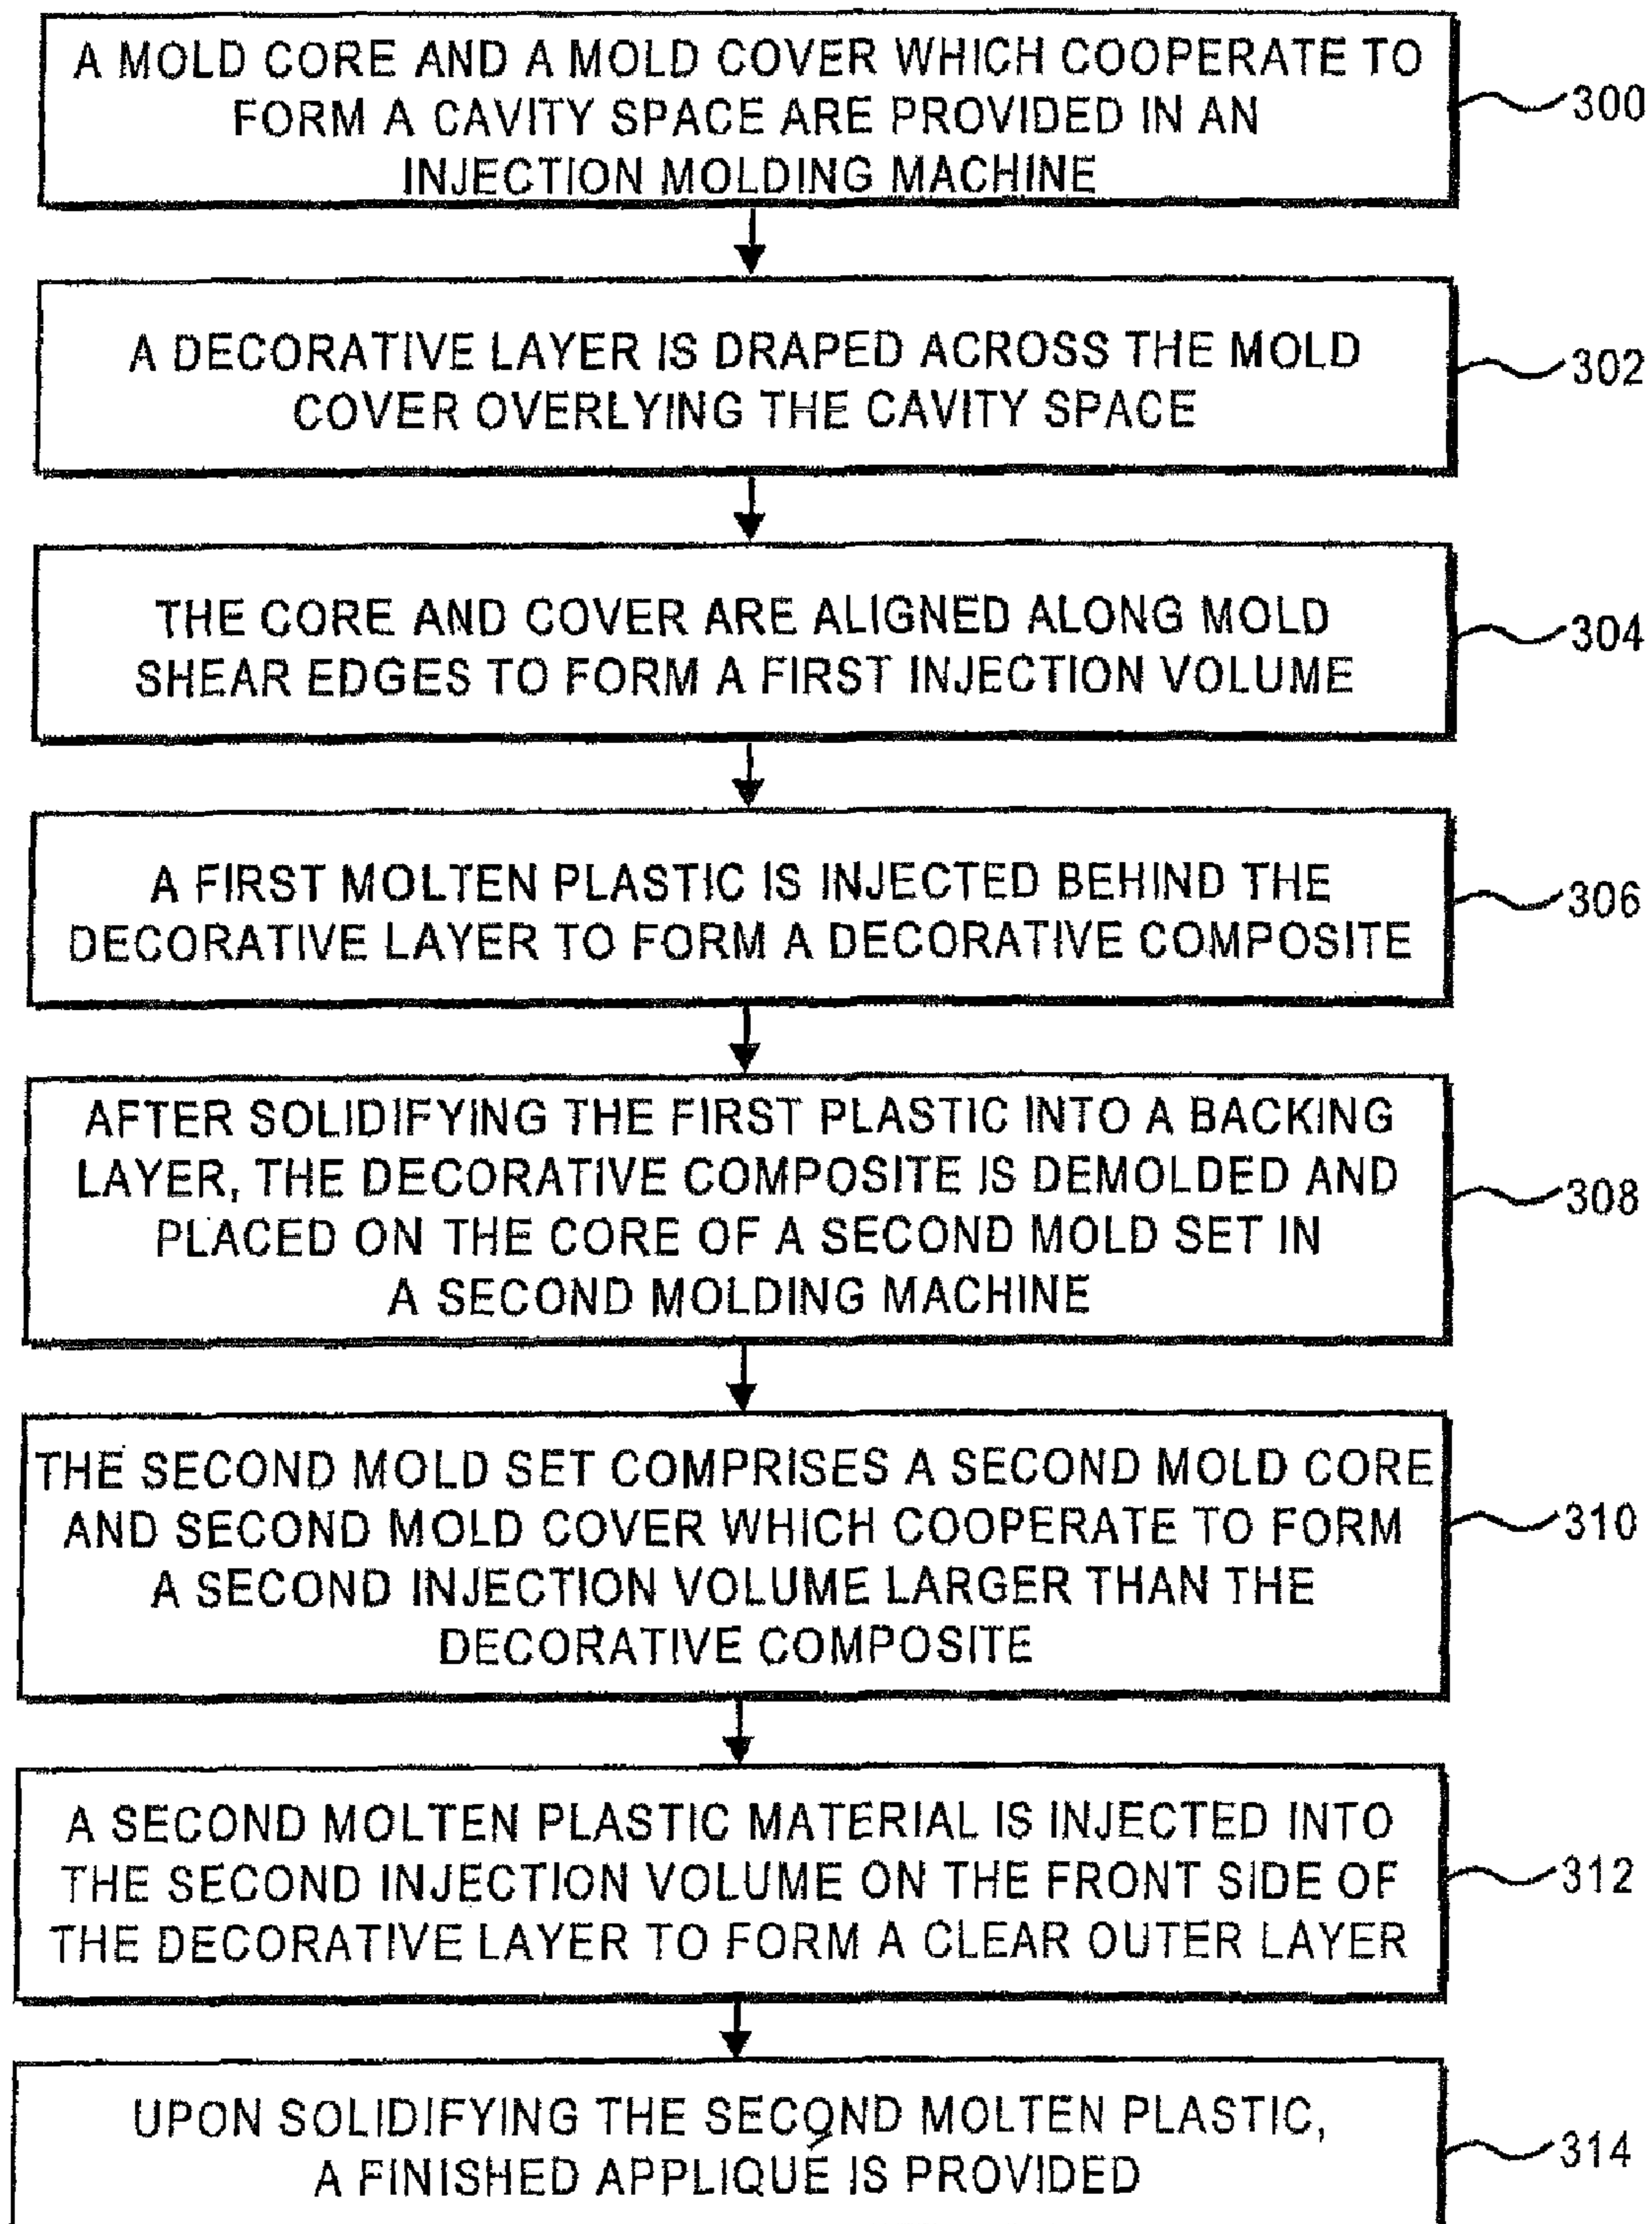 A MOLD CORE AND A MOLD COVER WHICH COOPERATE TO
FORM A CAVITY SPACE ARE PROVIDED IN AN
INJECTION MOLDING MACHINE
300
A DECORATIVE LAYER IS DRAPED ACROSS THE MOLD
COVER OVERLYING THE CAVITY SPACE
302
THE CORE AND COVER ARE ALIGNED ALONG MOLD
SHEAR EDGES TO FORM A FIRST INJECTION VOLUME
304
A FIRST MOLTEN PLASTIC IS INJECTED BEHIND THE
DECORATIVE LAYER TO FORM A DECORATIVE COMPOSITE
306
AFTER SOLIDIFYING THE FIRST PLASTIC INTO A BACKING
LAYER, THE DECORATIVE COMPOSITE IS DEMOLDED AND
PLACED ON THE CORE OF A SECOND MOLD SET IN
A SECOND MOLDING MACHINE
308
THE SECOND MOLD SET COMPRISES A SECOND MOLD CORE
AND SECOND MOLD COVER WHICH COOPERATE TO FORM
A SECOND INJECTION VOLUME LARGER THAN THE
DECORATIVE COMPOSITE
310
A SECOND MOLTEN PLASTIC MATERIAL IS INJECTED INTO
THE SECOND INJECTION VOLUME ON THE FRONT SIDE OF
THE DECORATIVE LAYER TO FORM A CLEAR OUTER LAYER
312
UPON SOLIDIFYING THE SECOND MOLTEN PLASTIC,
A FINISHED APPLIQUÉ IS PROVIDED
314